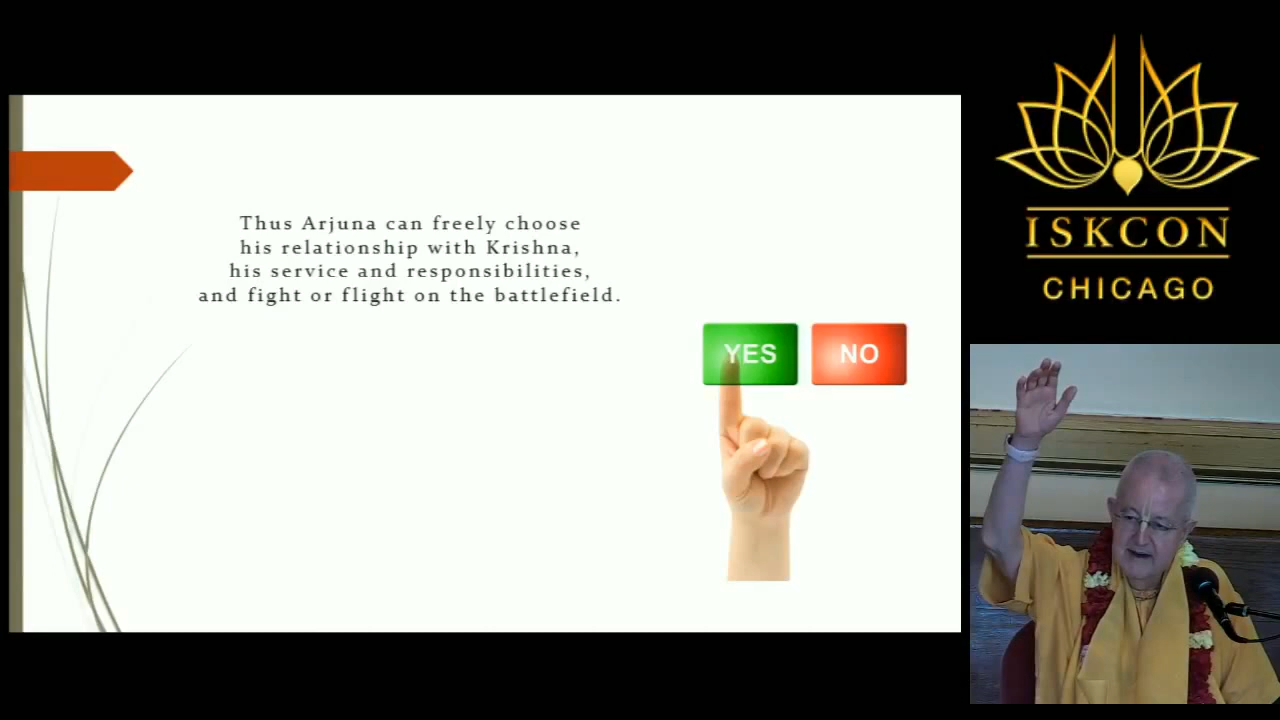 Thus Arjuna can freely choose
his relationship with Krishna,
his service and responsibilities,
and fight or flight on the battlefield.
YES
NO
ISKCON
CHICAGO